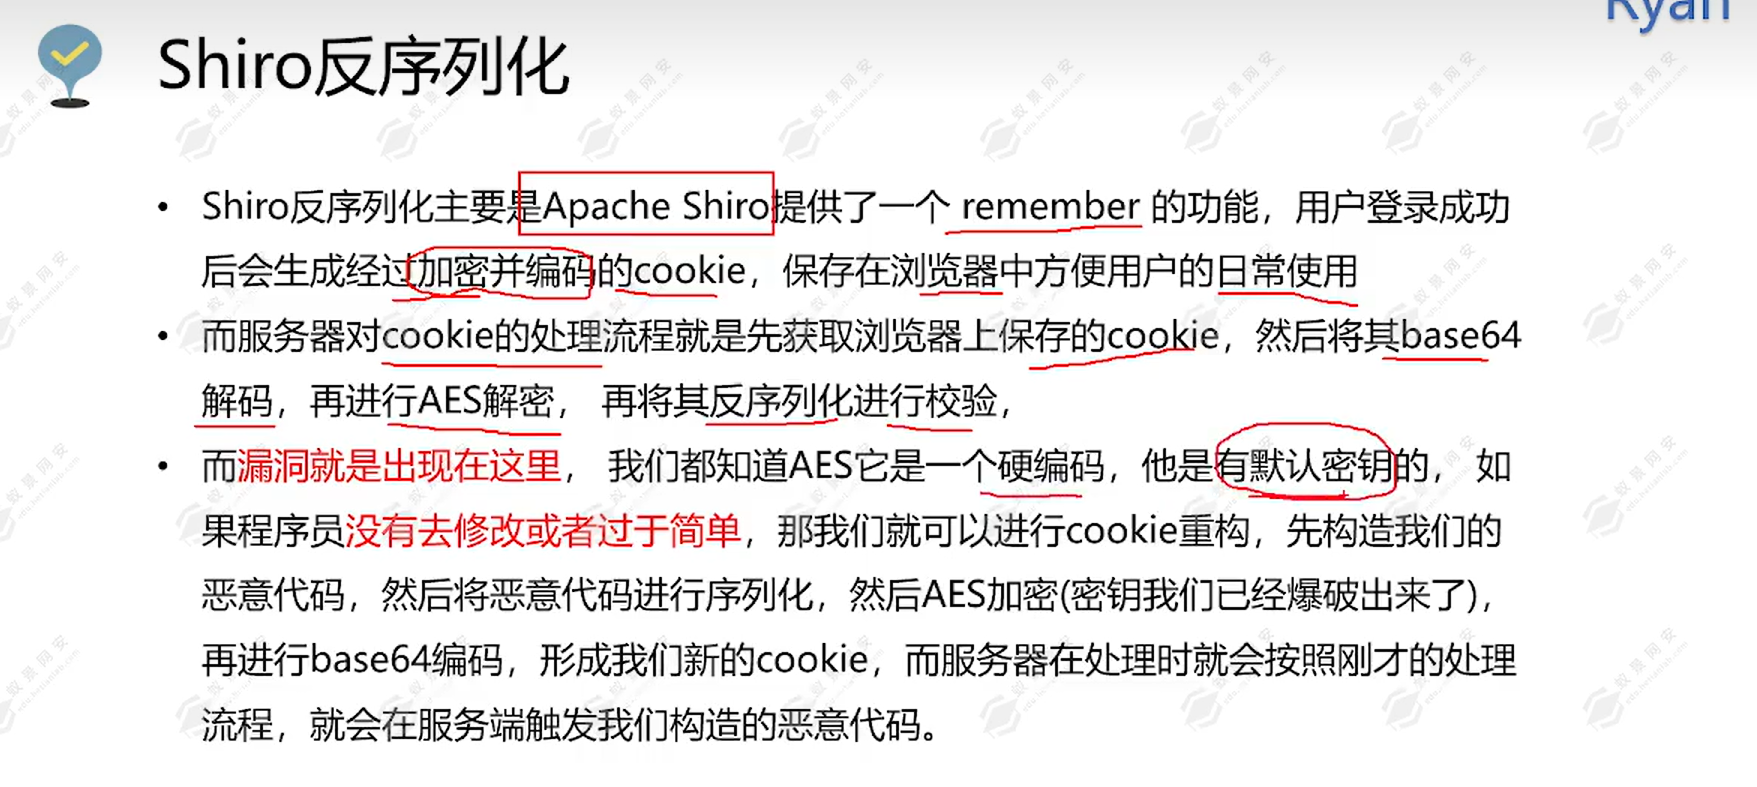 Ryan
Shiro反序列化
• Shiro反序列化主要是Apache Shiro提供了一个 remember 的功能，用户登录成功
后会生成经过加密并编码的cookie，保存在浏览器中方便用户的日常使用
• 而服务器对cookie的处理流程就是先获取浏览器上保存的cookie，然后将其base64
解码，再进行AES解密， 再将其反序列化进行校验，
• 而漏洞就是出现在这里， 我们都知道AES它是一个硬编码，他是有默认密钥的， 如
果程序员没有去修改或者过于简单，那我们就可以进行cookie重构，先构造我们的
恶意代码，然后将恶意代码进行序列化，然后AES加密(密钥我们已经爆破出来了)，
再进行base64编码，形成我们新的cookie，而服务器在处理时就会按照刚才的处理
流程，就会在服务端触发我们构造的恶意代码。
蚁景网安
edu.hetianlab.com